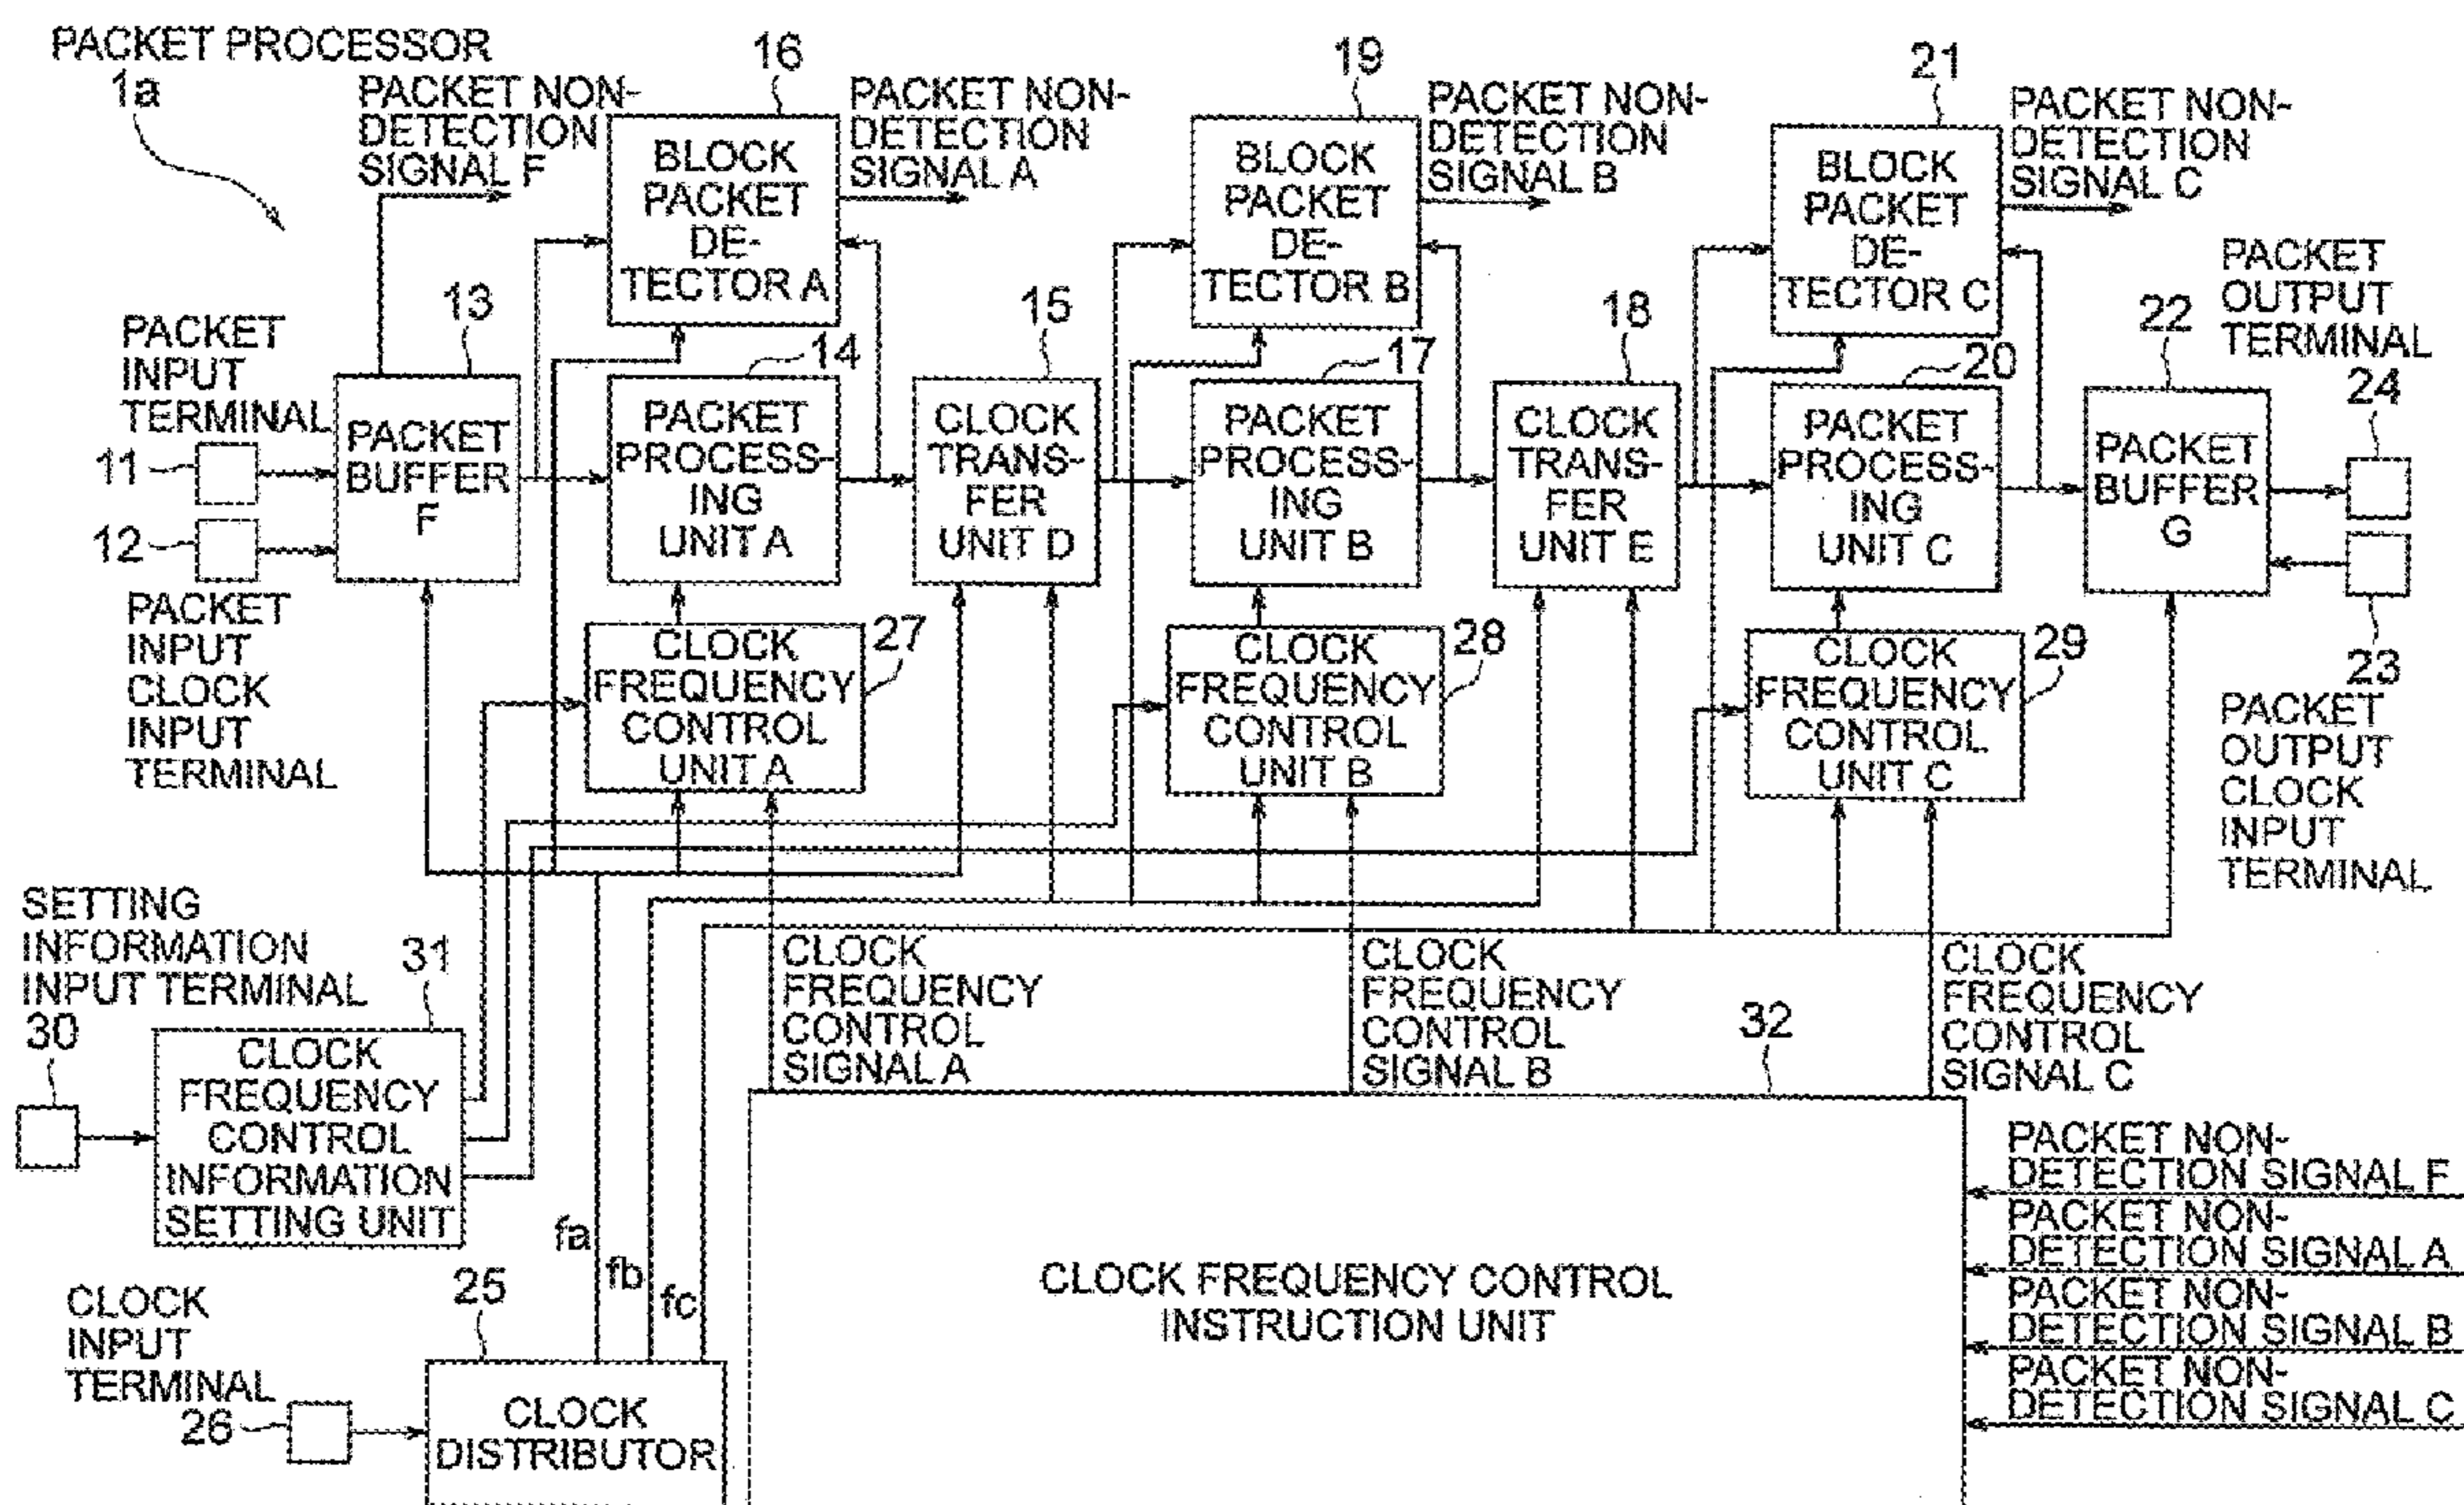 PACKET PROCESSOR
1a
PACKET NON-
DETECTION
SIGNAL F
16
BLOCK
PACKET
DE-
TECTOR A
PACKET NON-
DETECTION
SIGNAL A
19
BLOCK
PACKET
DE-
TECTOR B
PACKET NON-
DETECTION
SIGNAL B
21
BLOCK
PACKET
DE-
TECTOR C
PACKET NON-
DETECTION
SIGNAL C
PACKET
INPUT
TERMINAL
11
12
PACKET
INPUT
CLOCK
INPUT
TERMINAL
13
PACKET
BUFFER
F
14
PACKET
PROCESS-
ING
UNIT A
15
CLOCK
TRANS-
FER
UNIT D
17
PACKET
PROCESS-
ING
UNIT B
18
CLOCK
TRANS-
FER
UNIT E
20
PACKET
PROCESS-
ING
UNIT C
22
PACKET
BUFFER
G
PACKET
OUTPUT
TERMINAL
24
23
PACKET
OUTPUT
CLOCK
INPUT
TERMINAL
CLOCK
FREQUENCY
CONTROL
UNIT A
27
CLOCK
FREQUENCY
CONTROL
UNIT B
28
CLOCK
FREQUENCY
CONTROL
UNIT C
29
SETTING
INFORMATION
INPUT TERMINAL
30
31
CLOCK
FREQUENCY
CONTROL
INFORMATION
SETTING UNIT
CLOCK
FREQUENCY
CONTROL
SIGNAL A
CLOCK
FREQUENCY
CONTROL
SIGNAL B
32
CLOCK
FREQUENCY
CONTROL
SIGNAL C
fa
fb
fc
CLOCK
INPUT
TERMINAL
26
25
CLOCK
DISTRIBUTOR
CLOCK FREQUENCY CONTROL
INSTRUCTION UNIT
PACKET NON-
DETECTION SIGNAL F
PACKET NON-
DETECTION SIGNAL A
PACKET NON-
DETECTION SIGNAL B
PACKET NON-
DETECTION SIGNAL C